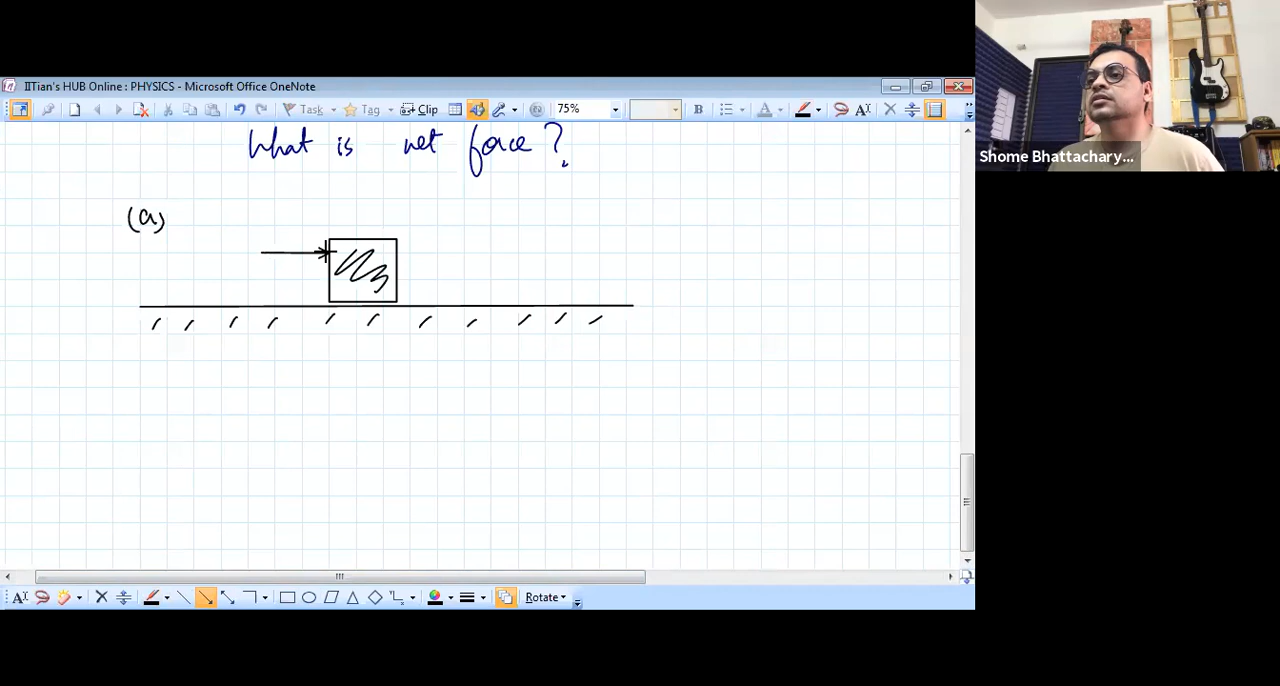 IITian's HUB Online : PHYSICS - Microsoft Office OneNote
Task Tag Clip 75% B A A
What is net force ?
Shome Bhattachary...
(a)
A Rotate